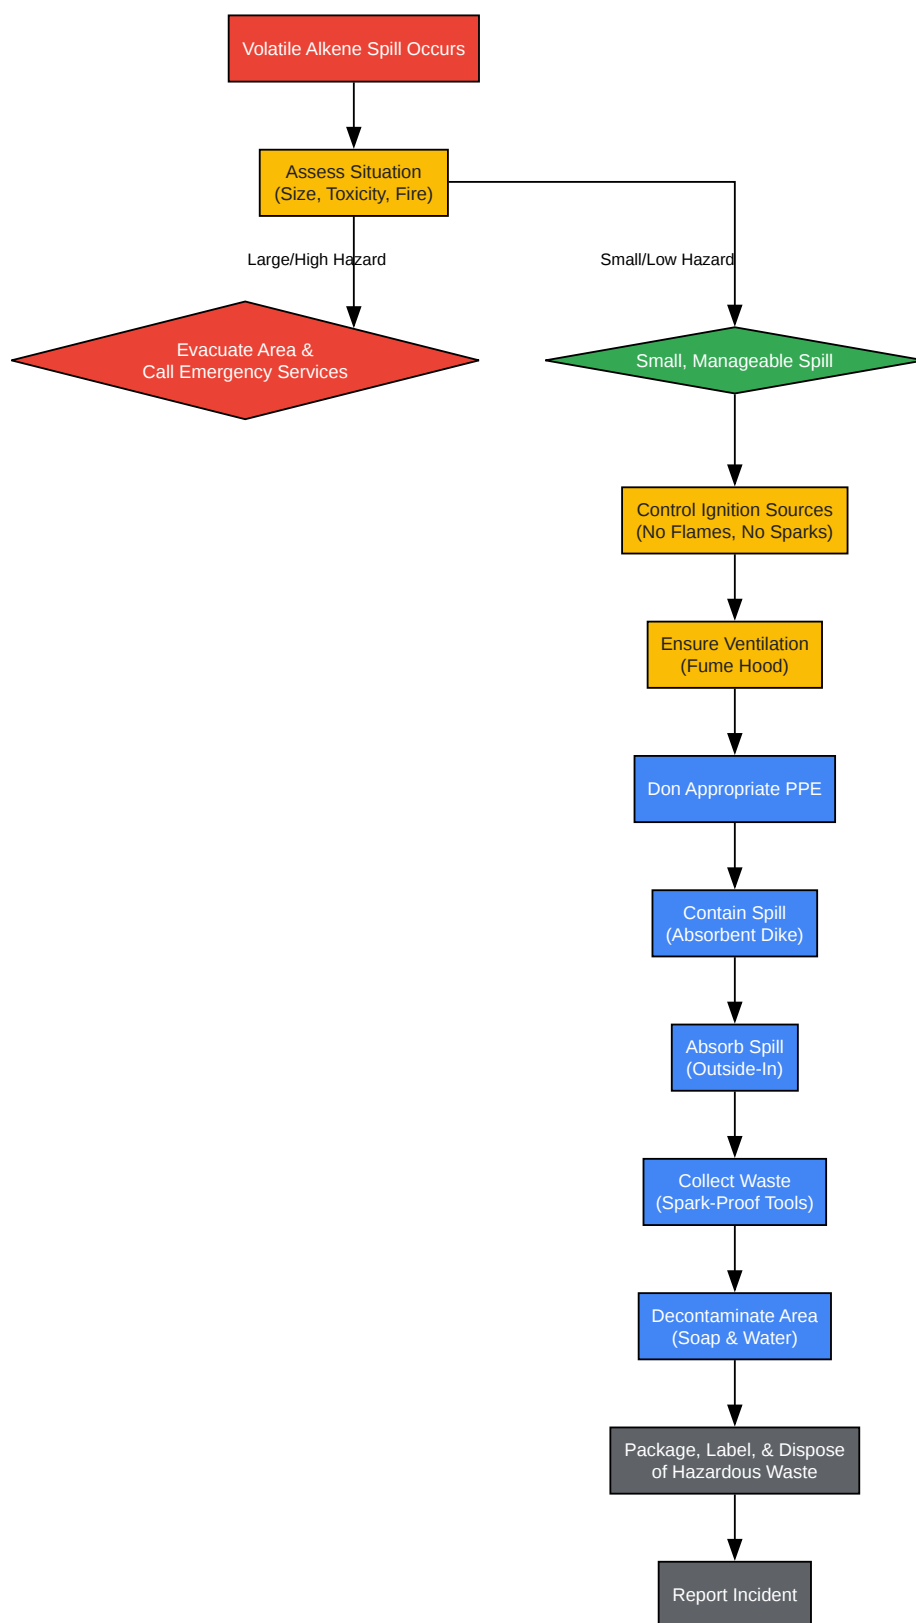 Volatile Alkene Spill Occurs
Assess Situation
(Size, Toxicity, Fire)
Large/High Hazard
Small/Low Hazard
Evacuate Area &
Call Emergency Services
Small, Manageable Spill
Control Ignition Sources
(No Flames, No Sparks)
Ensure Ventilation
(Fume Hood)
Don Appropriate PPE
Contain Spill
(Absorbent Dike)
Absorb Spill
(Outside-In)
Collect Waste
(Spark-Proof Tools)
Decontaminate Area
(Soap & Water)
Package, Label, & Dispose
of Hazardous Waste
Report Incident